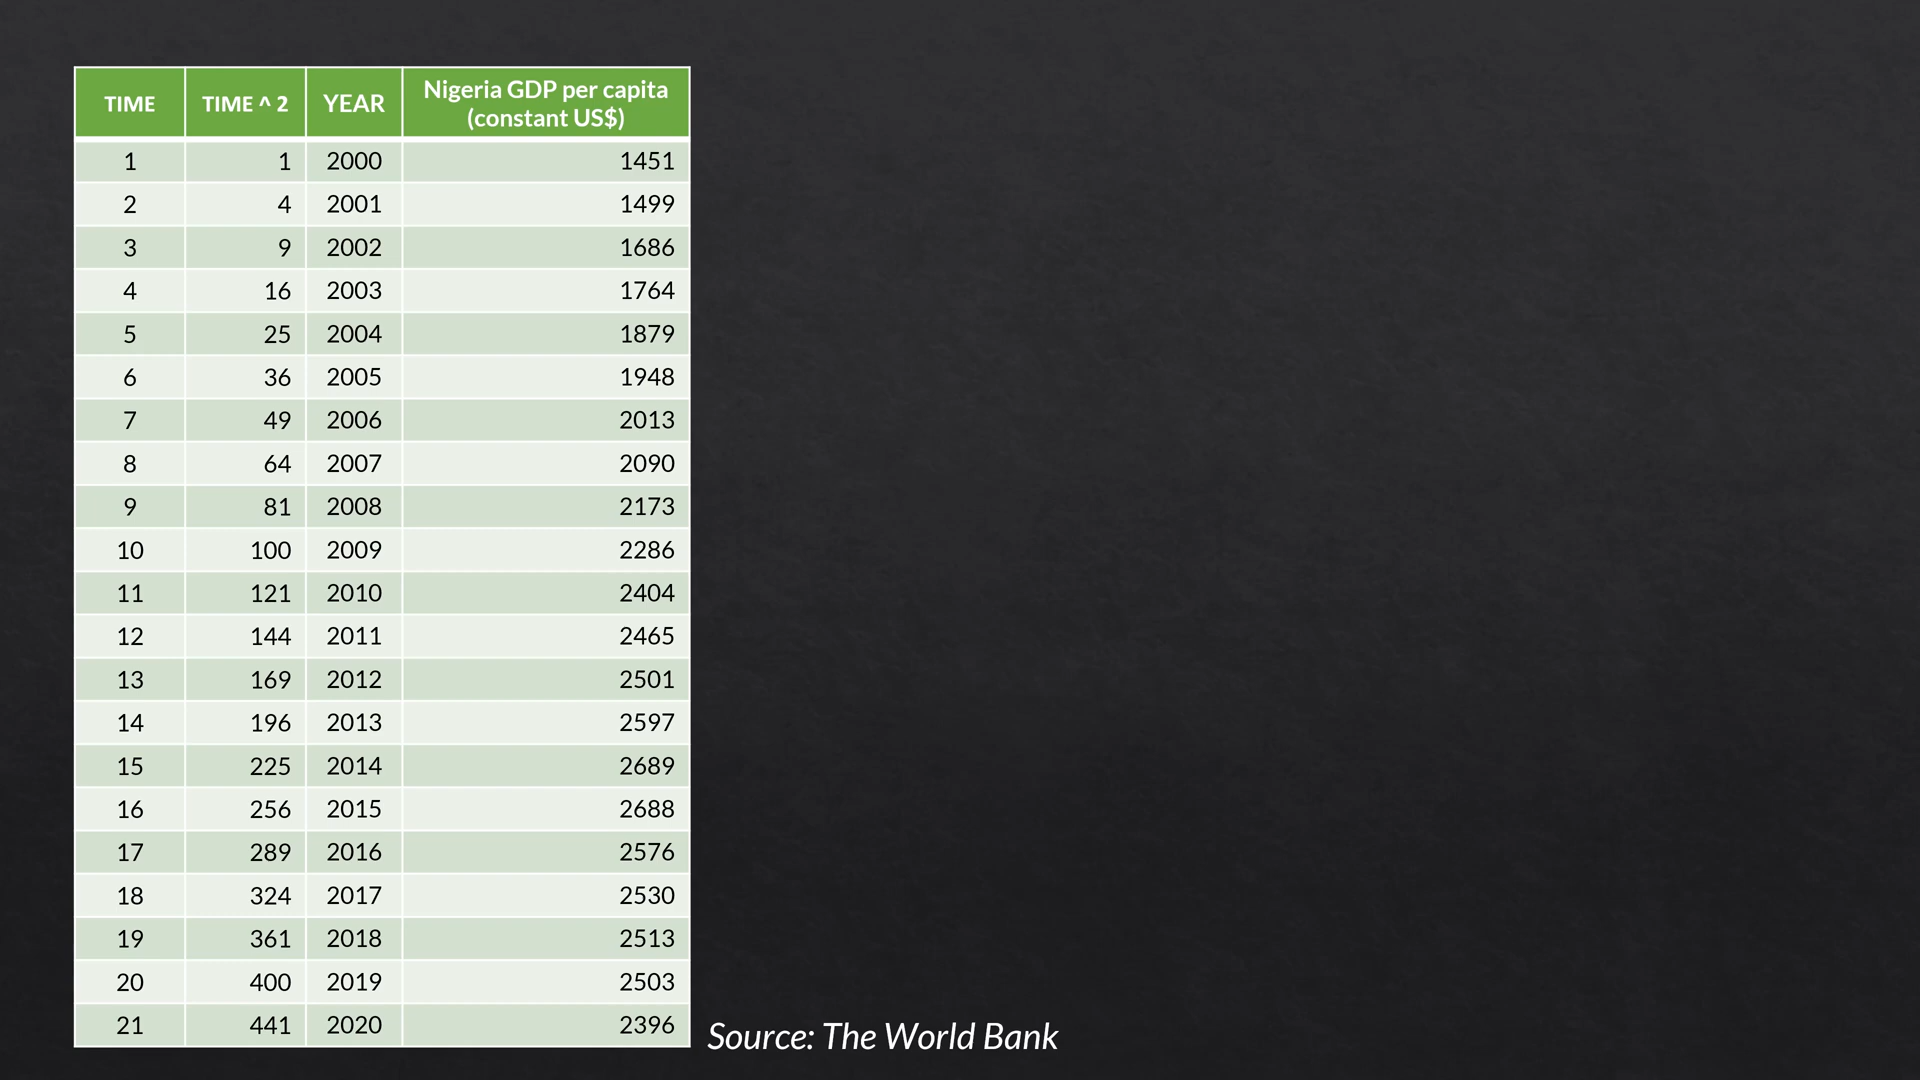 TIME TIME ^ 2 YEAR Nigeria GDP per capita
(constant US$)
1 1 2000 1451
2 4 2001 1499
3 9 2002 1686
4 16 2003 1764
5 25 2004 1879
6 36 2005 1948
7 49 2006 2013
8 64 2007 2090
9 81 2008 2173
10 100 2009 2286
11 121 2010 2404
12 144 2011 2465
13 169 2012 2501
14 196 2013 2597
15 225 2014 2689
16 256 2015 2688
17 289 2016 2576
18 324 2017 2530
19 361 2018 2513
20 400 2019 2503
21 441 2020 2396
Source: The World Bank